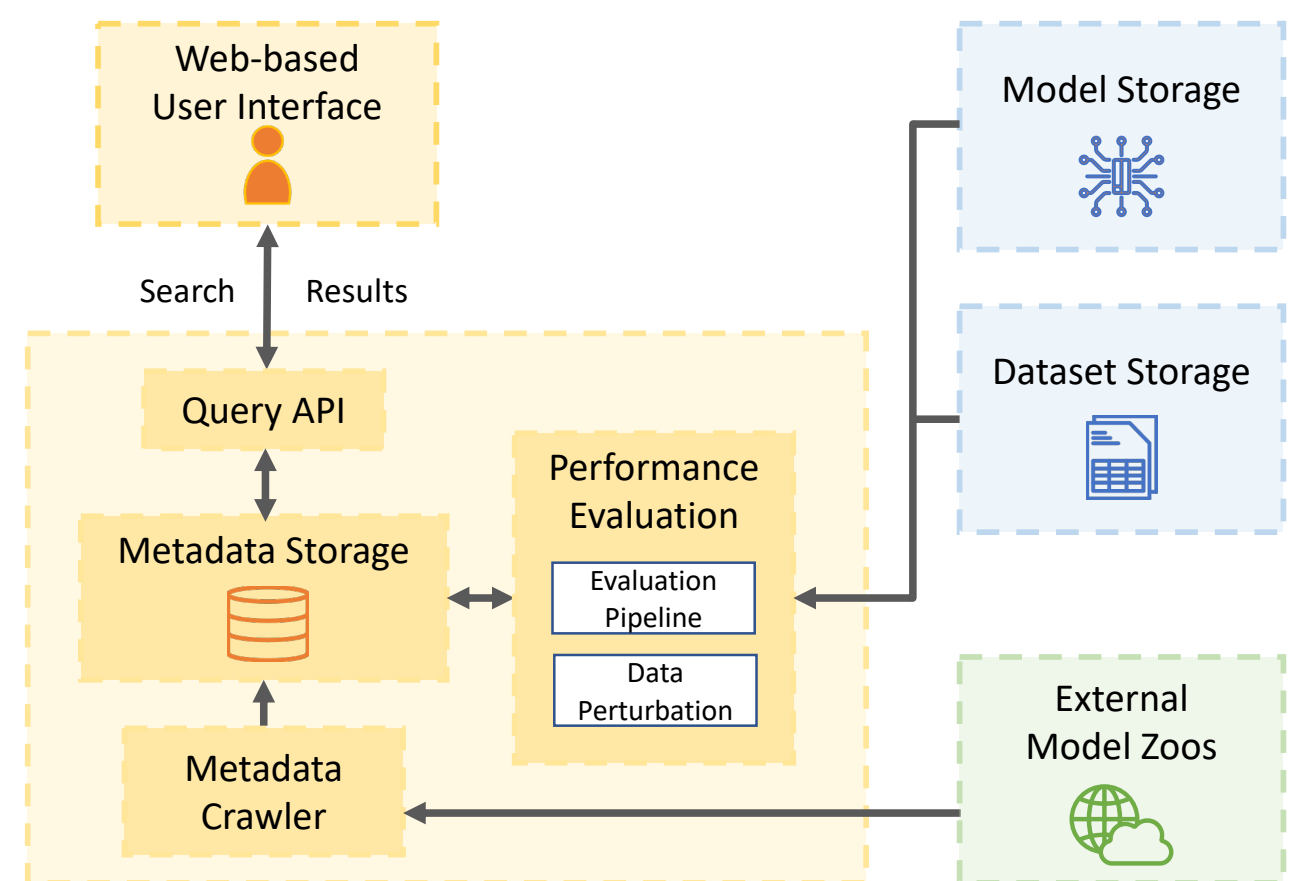 Web-based
User Interface
Search
Results
Query API
Metadata Storage
Metadata
Crawler
Performance
Evaluation
Evaluation
Pipeline
Data
Perturbation
Model Storage
Dataset Storage
External
Model Zoos